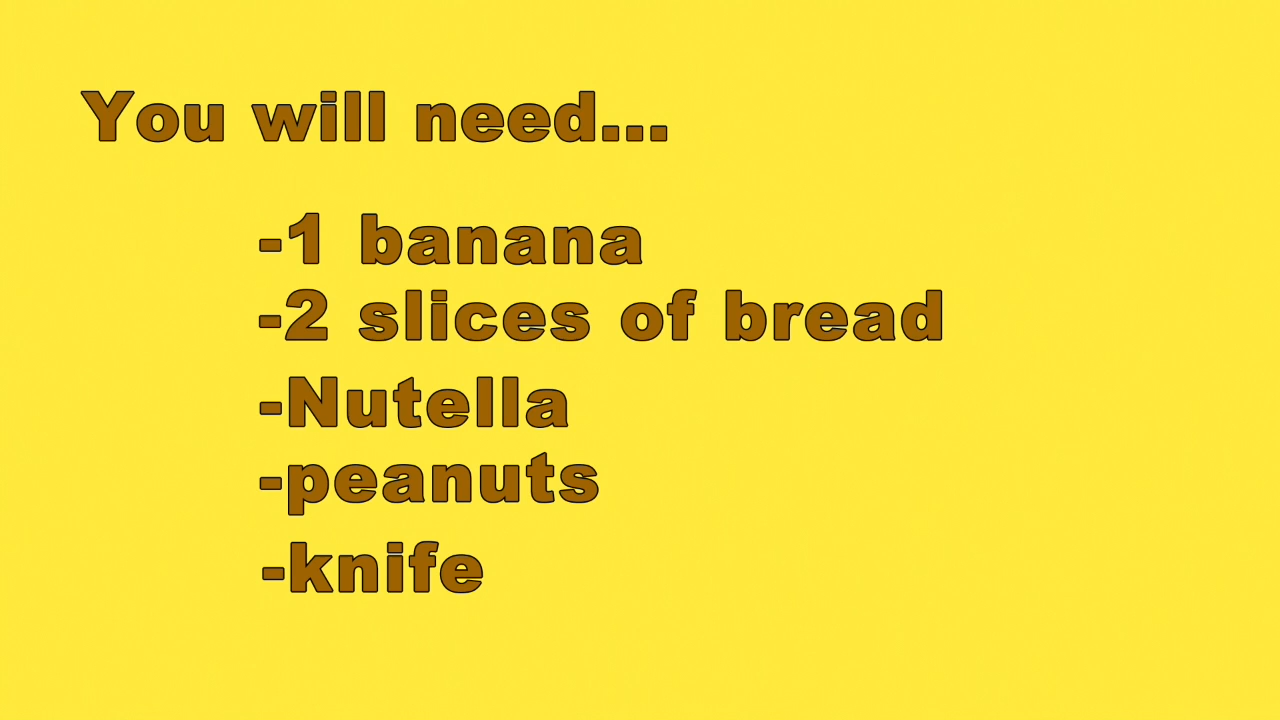 You will need...
-1 banana
-2 slices of bread
-Nutella
-peanuts
-knife